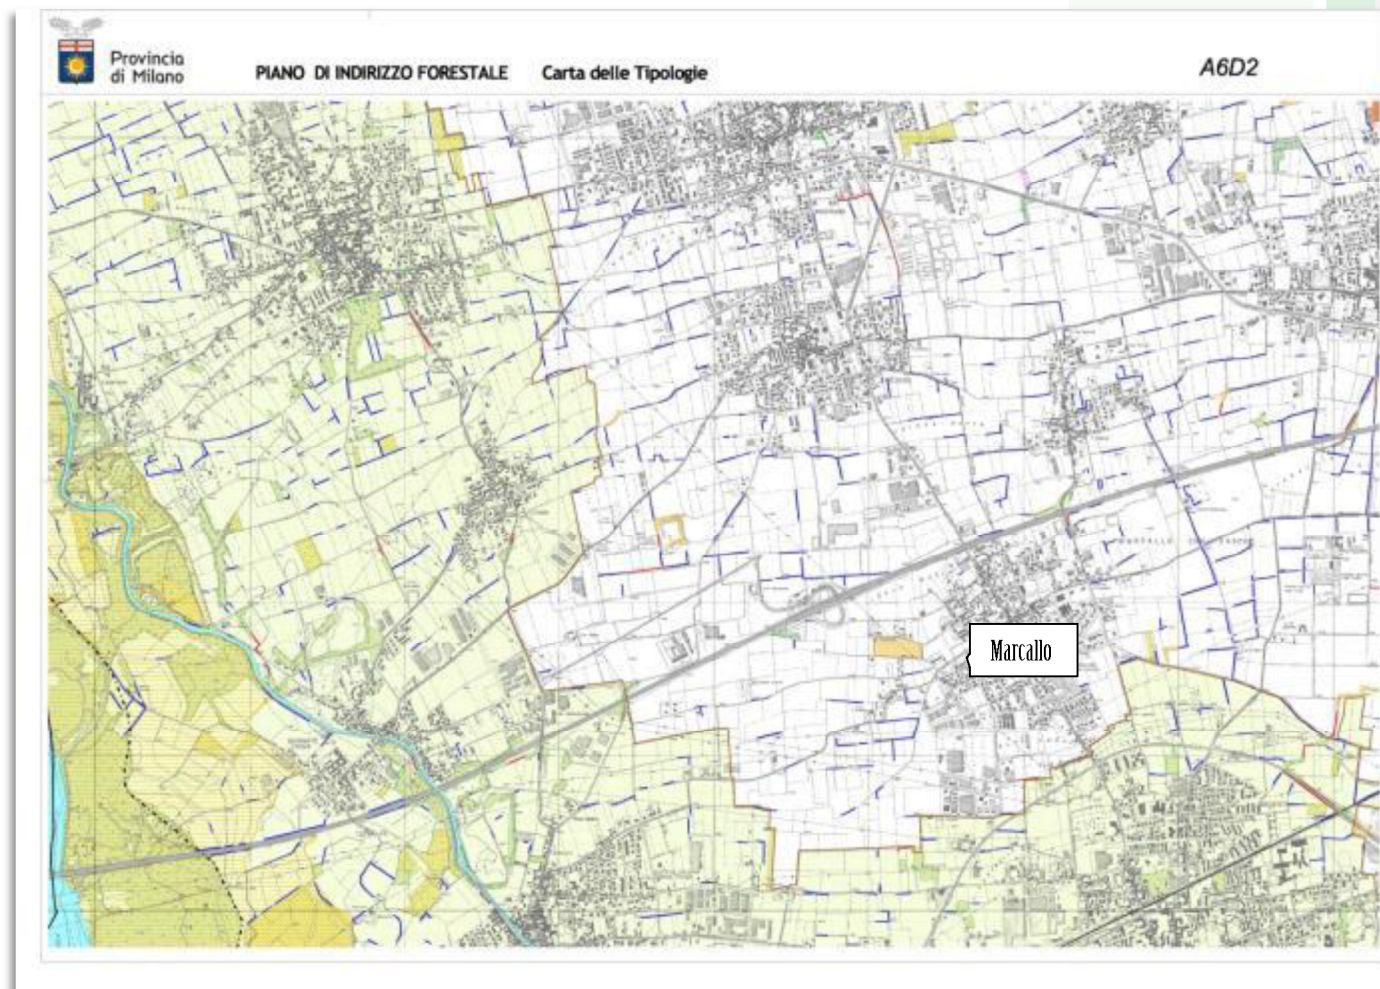 Provincia
di Milano
PIANO DI INDIRIZZO FORESTALE Carta delle Tipologie
A6D2
Marcallo